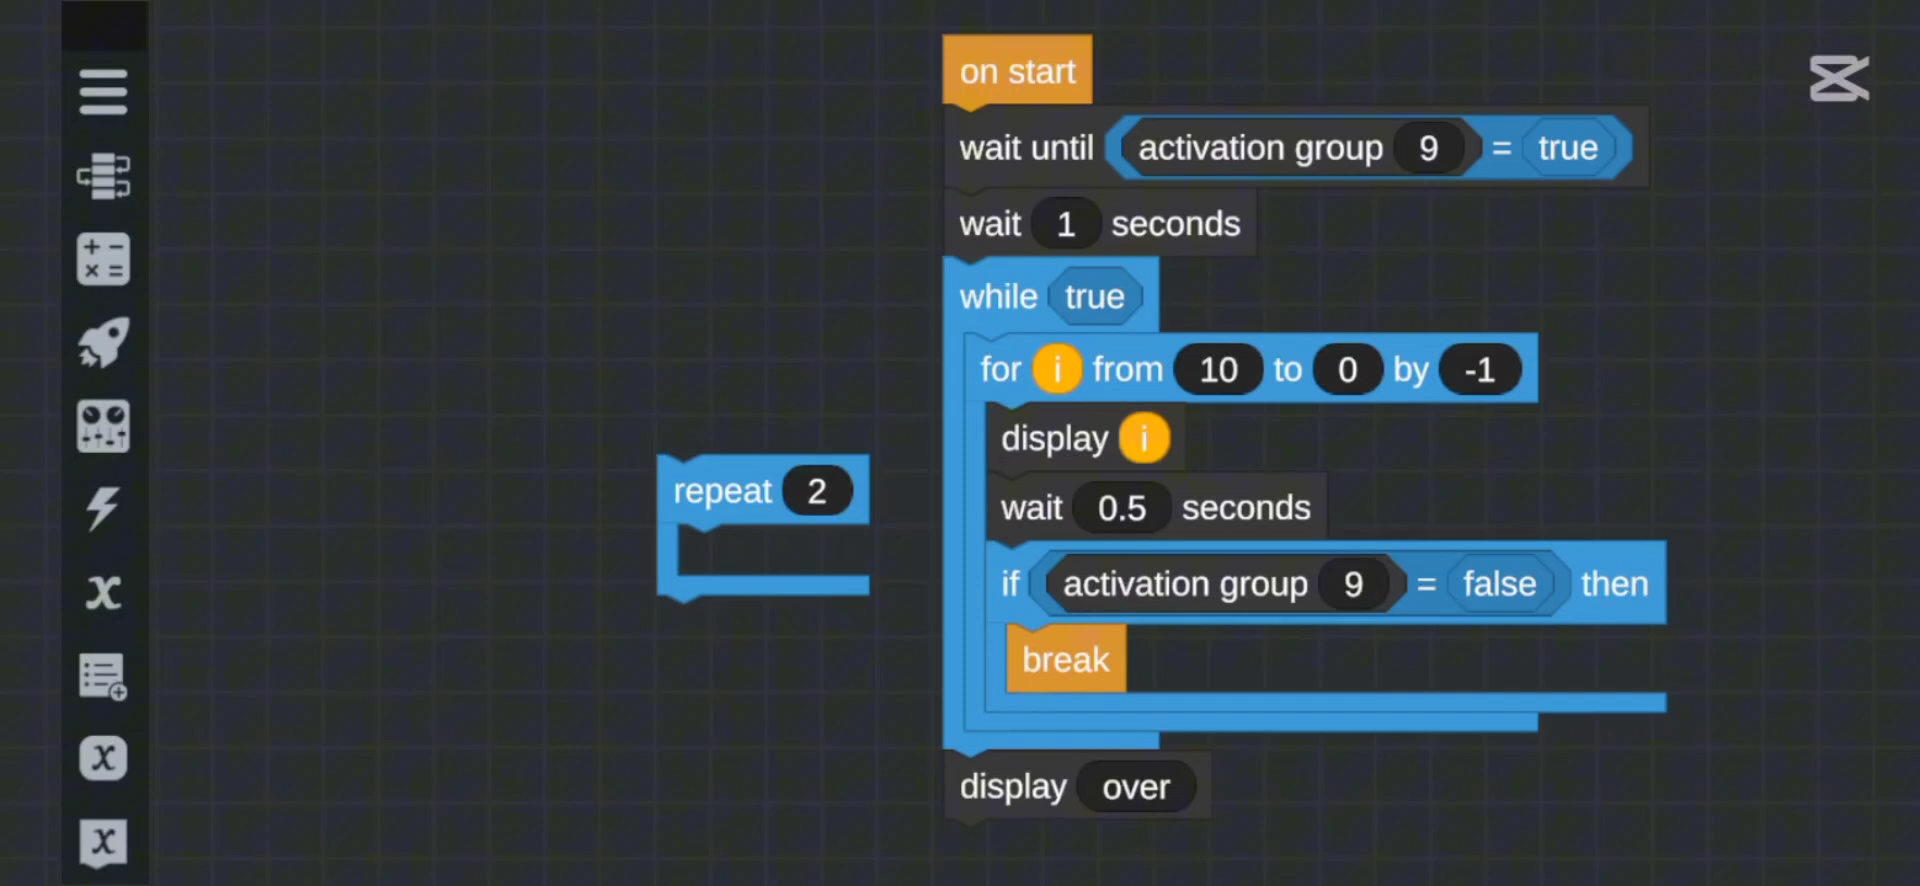 on start
wait until activation group 9 = true
wait 1 seconds
while true
for i from 10 to 0 by -1
display i
wait 0.5 seconds
repeat 2
if activation group 9 = false then
break
display over